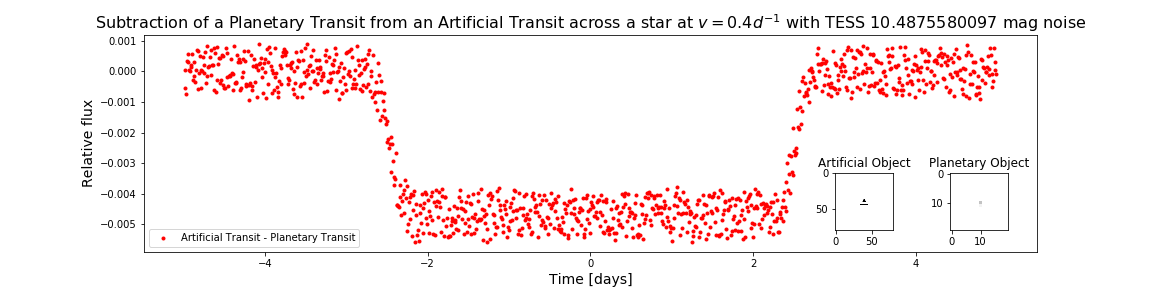 Subtraction of a Planetary Transit from an Artificial Transit across a star at v = 0.4d⁻¹ with TESS 10.4875580097 mag noise
0.001
0.000
−0.001
−0.002
−0.003
−0.004
−0.005
Relative flux
Artificial Transit - Planetary Transit
Artificial Object
0
50
0 50
Planetary Object
0
10
0 10
−4 −2 0 2 4
Time [days]